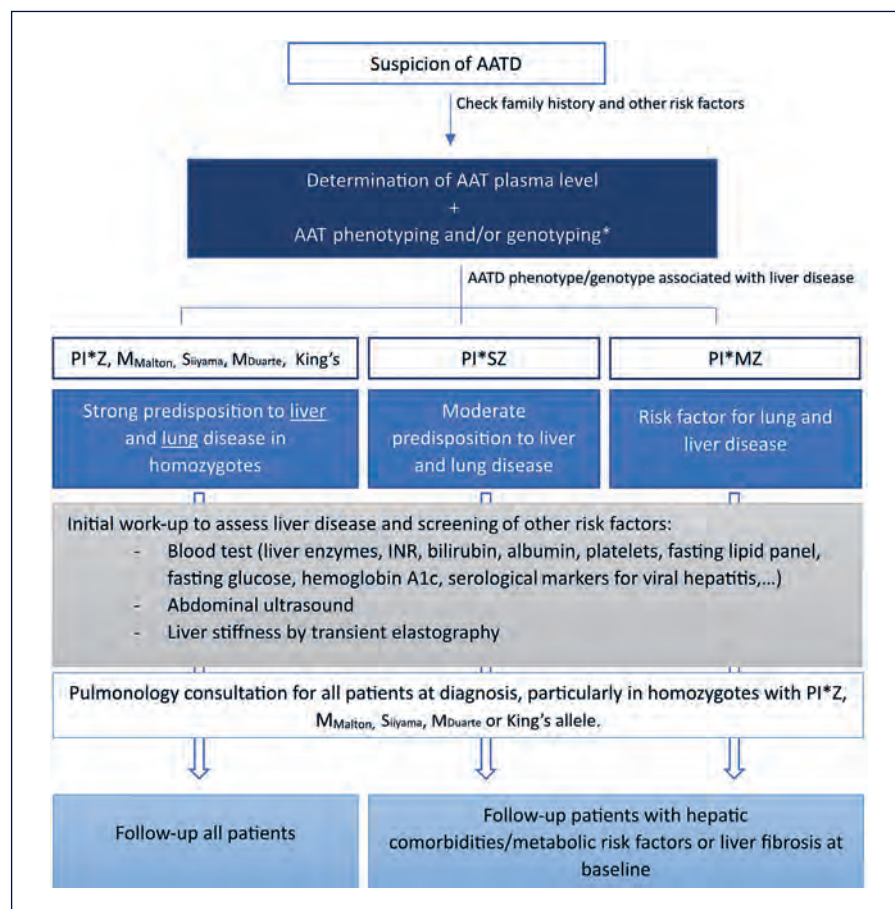 Suspicion of AATD
Check family history and other risk factors
Determination of AAT plasma level
+
AAT phenotyping and/or genotyping*
AATD phenotype/genotype associated with liver disease
PI*Z, MMalton, Siiyama, MDuarte, King's
PI*SZ
PI*MZ
Strong predisposition to liver
and lung disease in
homozygotes
Moderate
predisposition to liver
and lung disease
Risk factor for lung and
liver disease
Initial work-up to assess liver disease and screening of other risk factors:
- Blood test (liver enzymes, INR, bilirubin, albumin, platelets, fasting lipid panel,
fasting glucose, hemoglobin A1c, serological markers for viral hepatitis,...)
- Abdominal ultrasound
- Liver stiffness by transient elastography
Pulmonology consultation for all patients at diagnosis, particularly in homozygotes with PI*Z,
MMalton, Siiyama, MDuarte or King's allele.
Follow-up all patients
Follow-up patients with hepatic
comorbidities/metabolic risk factors or liver fibrosis at
baseline